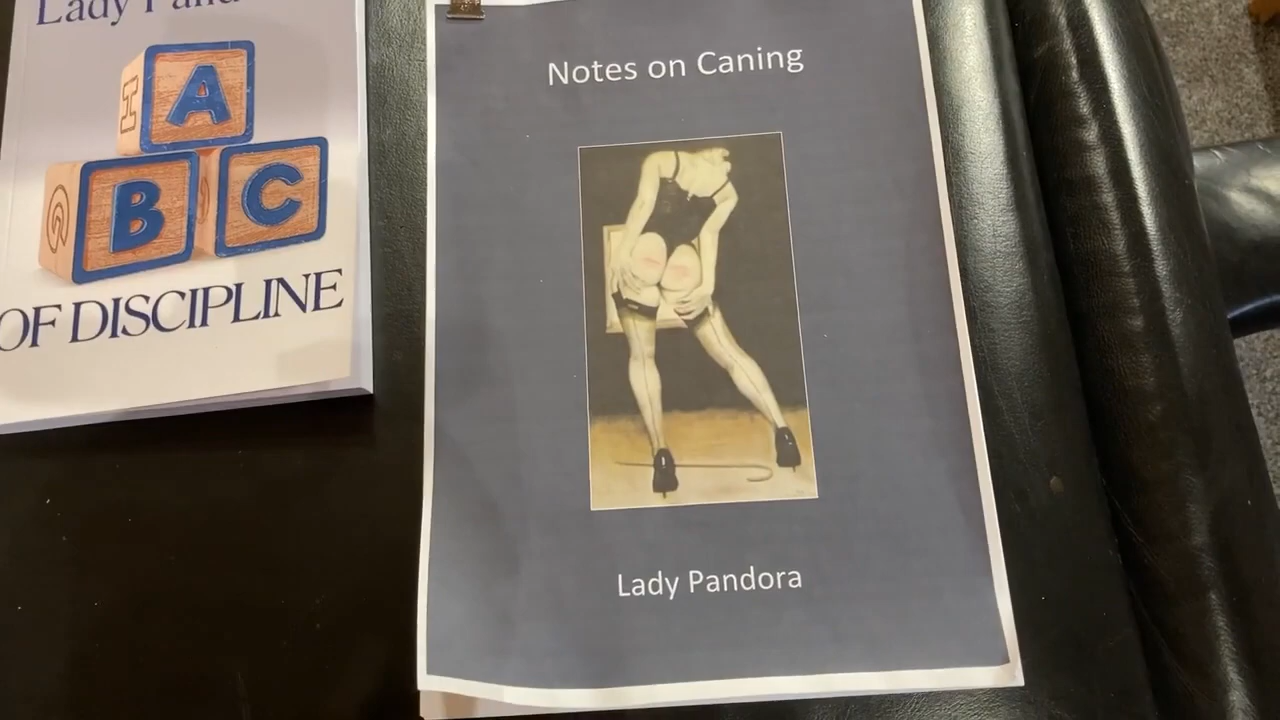 Lady
A
B C
OF DISCIPLINE
Notes on Caning
Lady Pandora